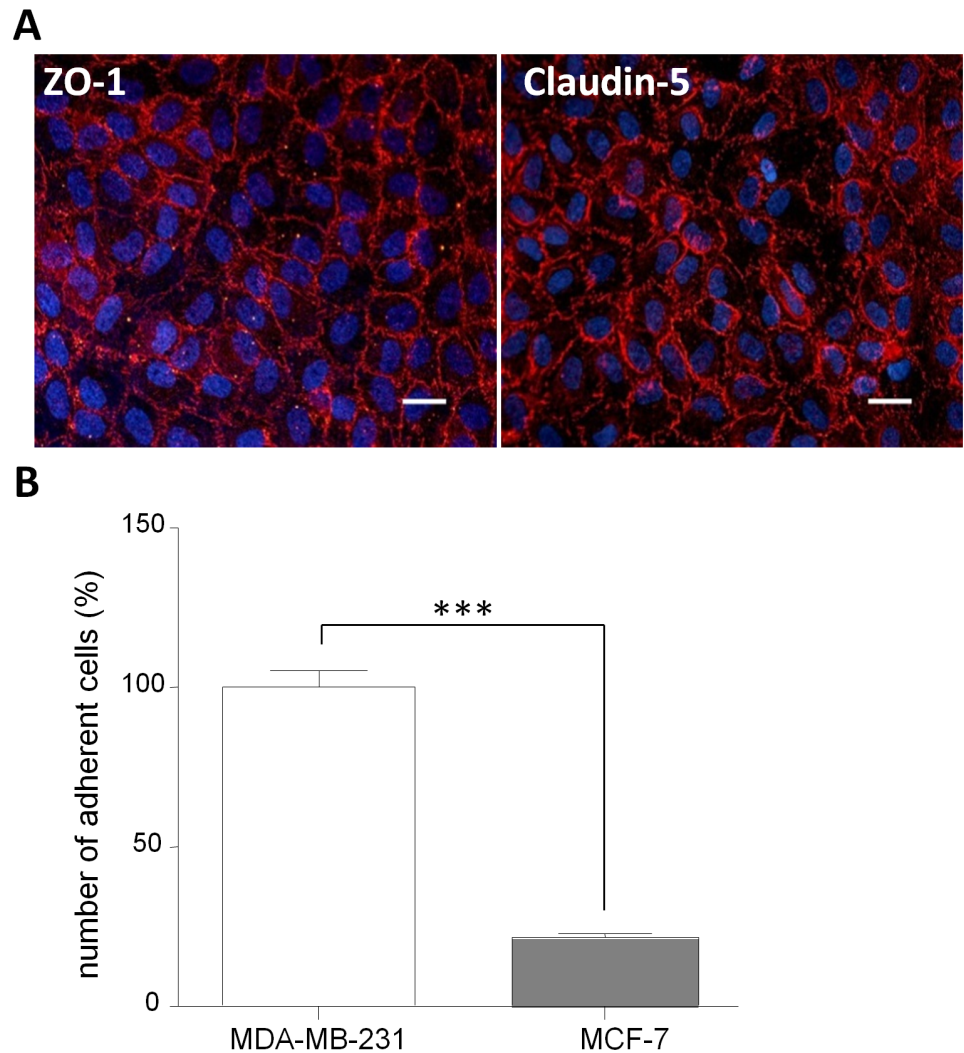 A
ZO-1 Claudin-5
B
150
100
50
0
number of adherent cells (%)
***
MDA-MB-231 MCF-7